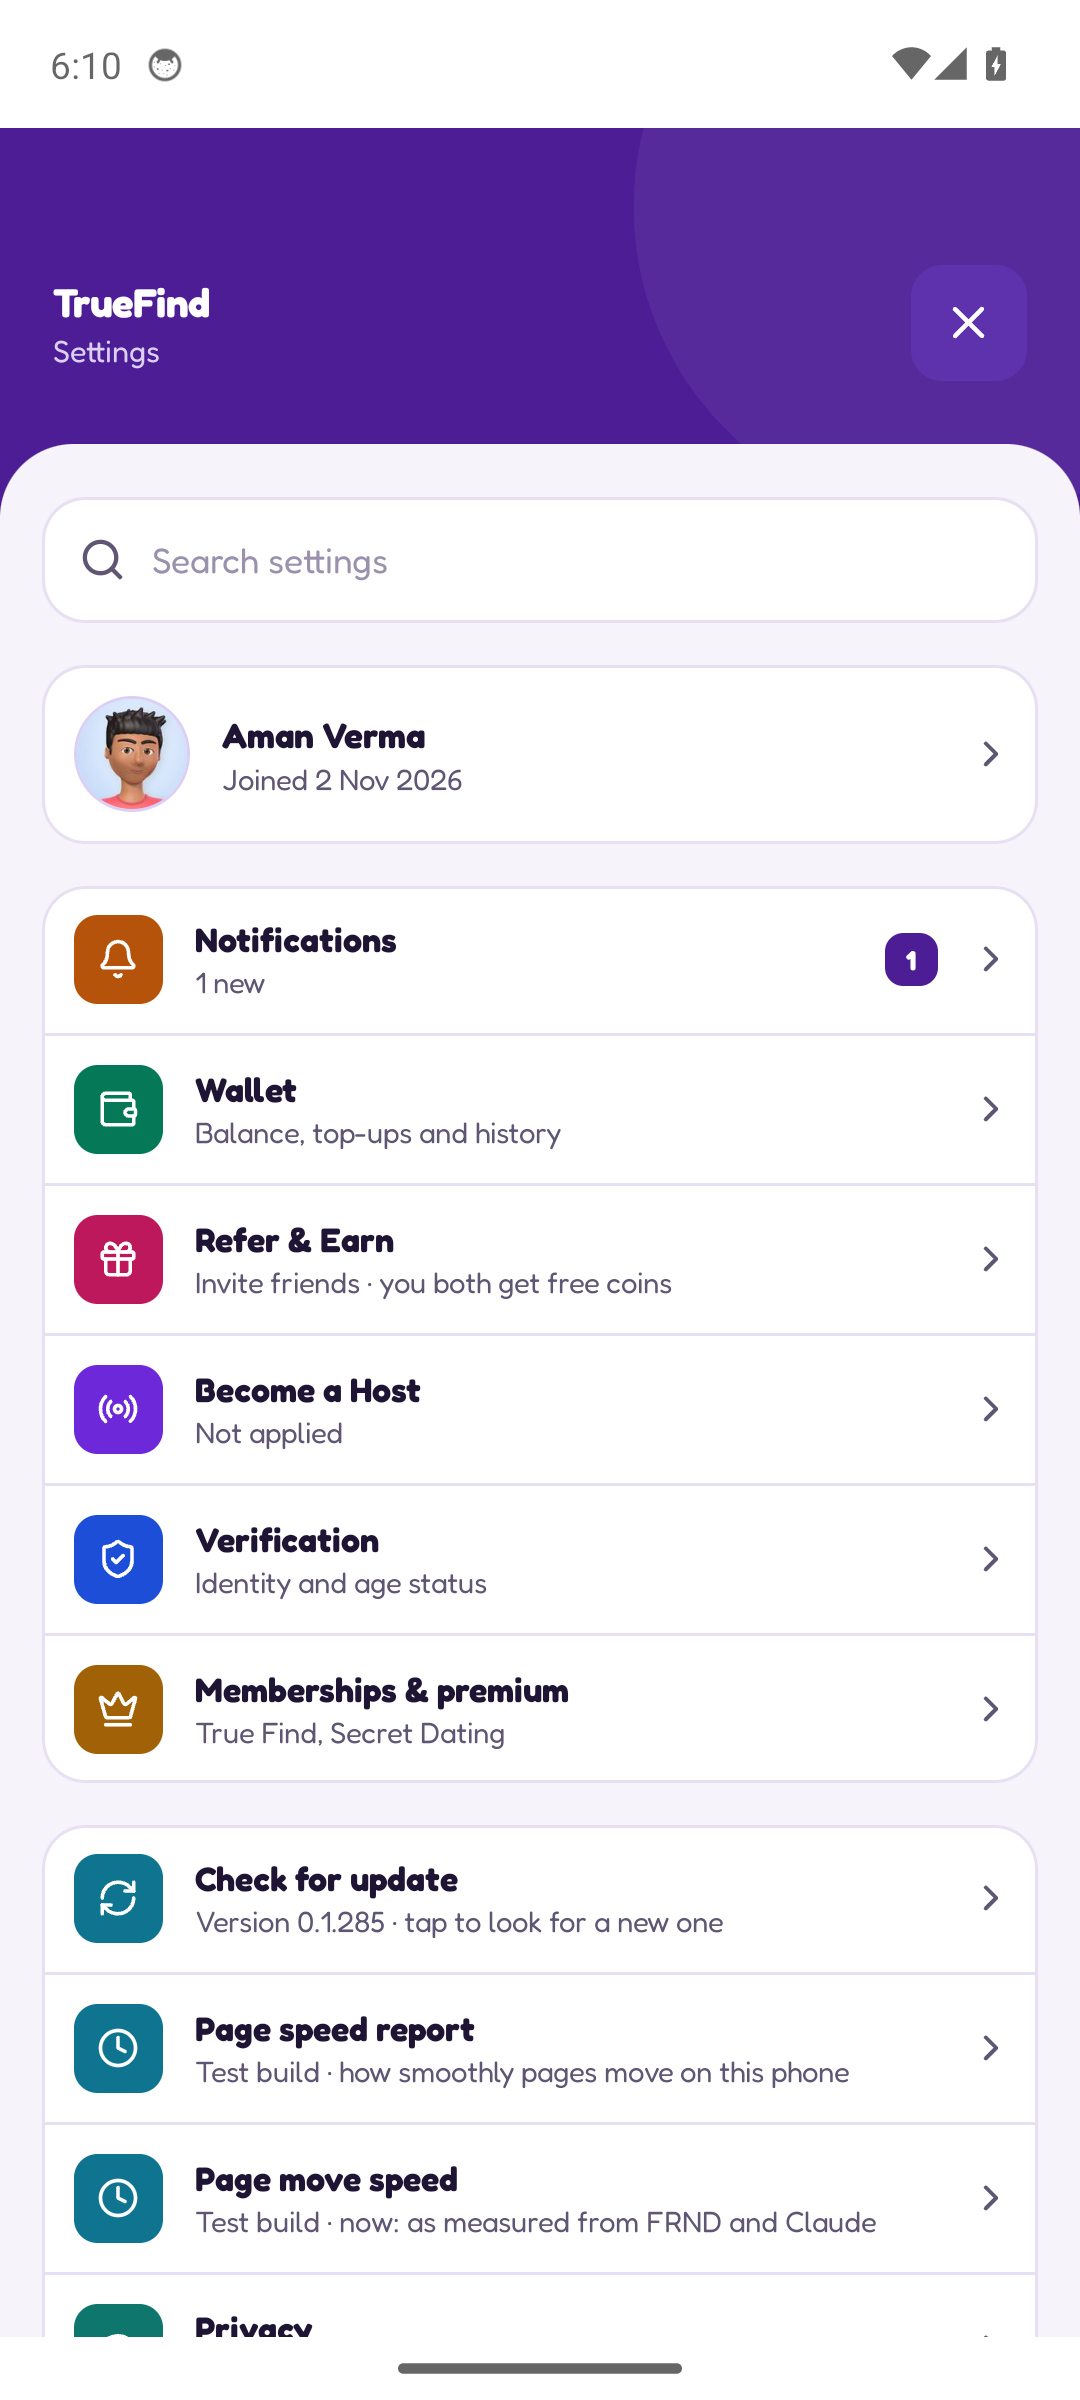 6:10
TrueFind
Settings
Search settings
Aman Verma
Joined 2 Nov 2026
Notifications
1 new
1
Wallet
Balance, top-ups and history
Refer & Earn
Invite friends · you both get free coins
Become a Host
Not applied
Verification
Identity and age status
Memberships & premium
True Find, Secret Dating
Check for update
Version 0.1.285 · tap to look for a new one
Page speed report
Test build · how smoothly pages move on this phone
Page move speed
Test build · now: as measured from FRND and Claude
Privacy